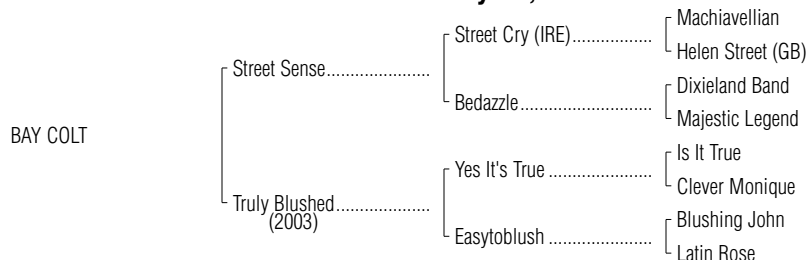 Machiavellian
Street Cry (IRE)..................
Helen Street (GB)
Street Sense......................
Dixieland Band
Bedazzle.............................
Majestic Legend
BAY COLT
Is It True
Yes It's True .....................
Clever Monique
Truly Blushed....................
(2003)
Blushing John
Easytoblush .......................
Latin Rose